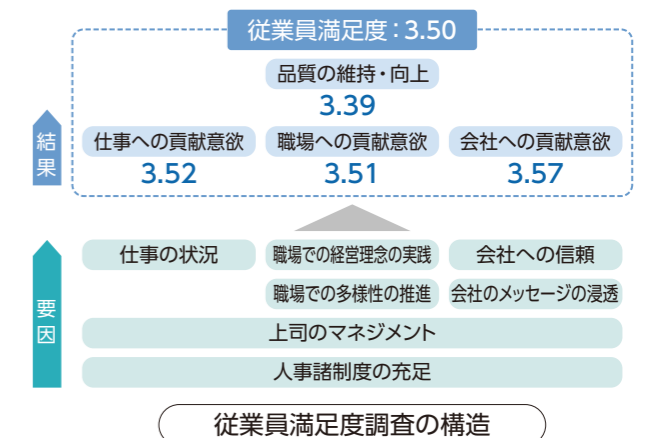 従業員満足度：3.50
品質の維持・向上
3.39
仕事への貢献意欲 職場への貢献意欲 会社への貢献意欲
3.52 3.51 3.57
結果
仕事の状況 職場での経営理念の実践 会社への信頼
職場での多様性の推進 会社のメッセージの浸透
上司のマネジメント
人事諸制度の充足
要因
従業員満足度調査の構造